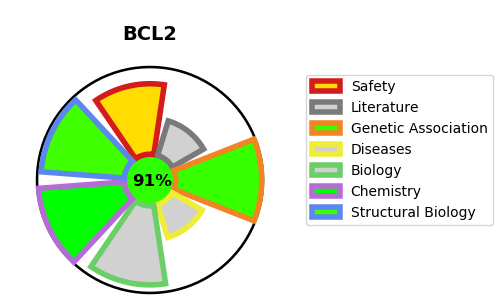 BCL2
91%
Safety
Literature
Genetic Association
Diseases
Biology
Chemistry
Structural Biology